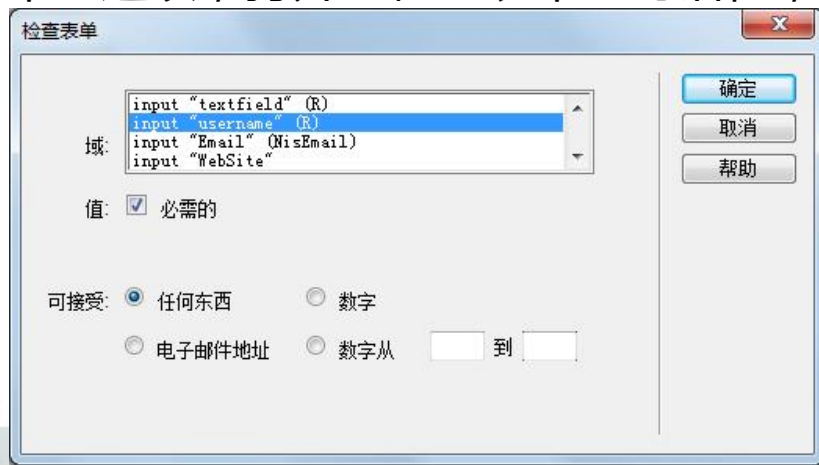 检查表单
域:
input "textfield" (R)
input "username" (R)
input "Email" (NisEmail)
input "WebSite"
值: 必需的
可接受: 任何东西 数字
电子邮件地址 数字从 到
确定
取消
帮助